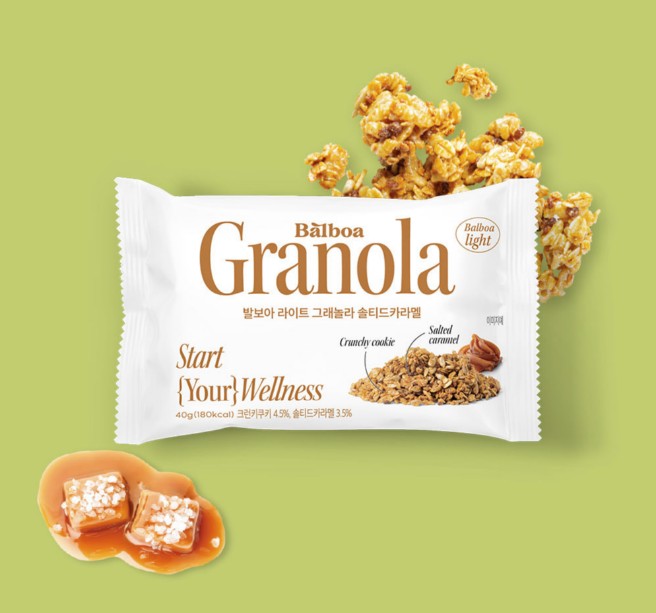 Bàlboa
Granola
Balboa
light
발보아 라이트 그래놀라 솔티드카라멜
Crunchy cookie
Salted
caramel
Start
{Your} Wellness
40g(180kcal) 크런키쿠키 4.5%, 솔티드카라멜 3.5%